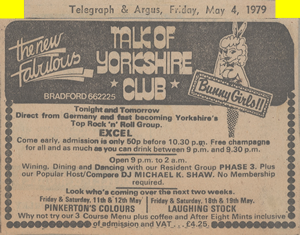 Telegraph & Argus, Friday, May 4, 1979
the new
Fabulous
TALK OF
YORKSHIRE
CLUB
BRADFORD 662225
Bunny Girls!!
Tonight and Tomorrow
Direct from Germany and fast becoming Yorkshire's
Top Rock 'n' Roll Group.
EXCEL
Come early, admission is only 50p before 10.30 p.m. Free champagne
for all and as much as you can drink between 9 p.m. and 9.30 p.m.
Open 9 p.m. to 2 a.m.
Wining, Dining and Dancing with our Resident Group PHASE 3. Plus
our Popular Host/Compere DJ MICHAEL K. SHAW. No Membership
required.
Look who's coming over the next two weeks.
Friday & Saturday, 11th & 12th May
PINKERTON'S COLOURS
Friday & Saturday, 18th & 19th May.
LAUGHING STOCK
Why not try our 3 Course Menu plus coffee and After Eight Mints inclusive
of admission and VAT... £4.25